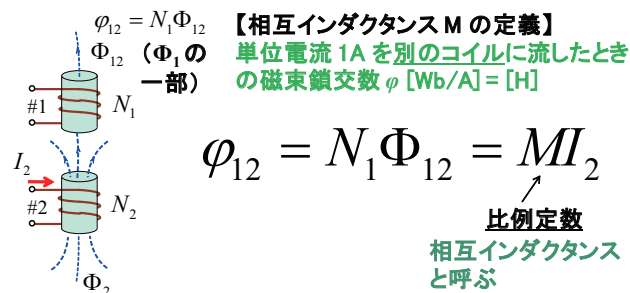 φ₁₂ = N₁Φ₁₂
Φ₁₂ (Φ₁の
一部)
#1
N₁
I₂
#2
N₂
Φ₂
【相互インダクタンス M の定義】
単位電流 1A を別のコイルに流したとき
の磁束鎖交数 φ [Wb/A] = [H]
φ₁₂ = N₁Φ₁₂ = MI₂
比例定数
相互インダクタンス
と呼ぶ